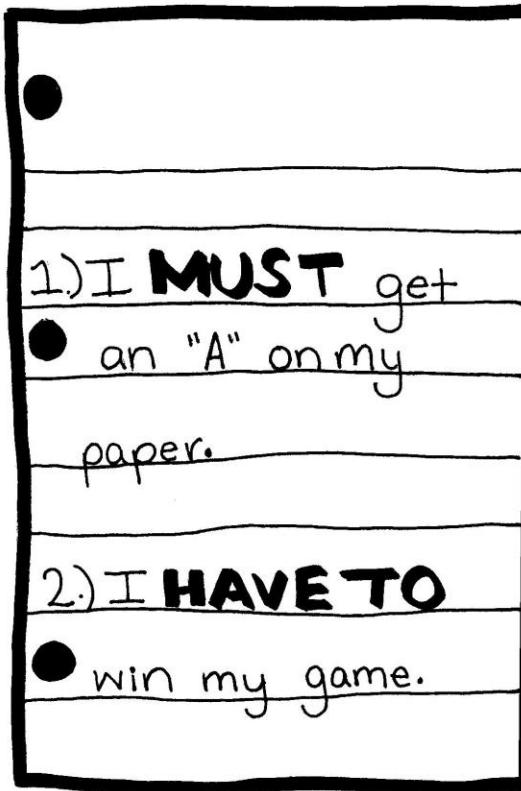 1.) I MUST get
an "A" on my
paper.
2.) I HAVE TO
win my game.